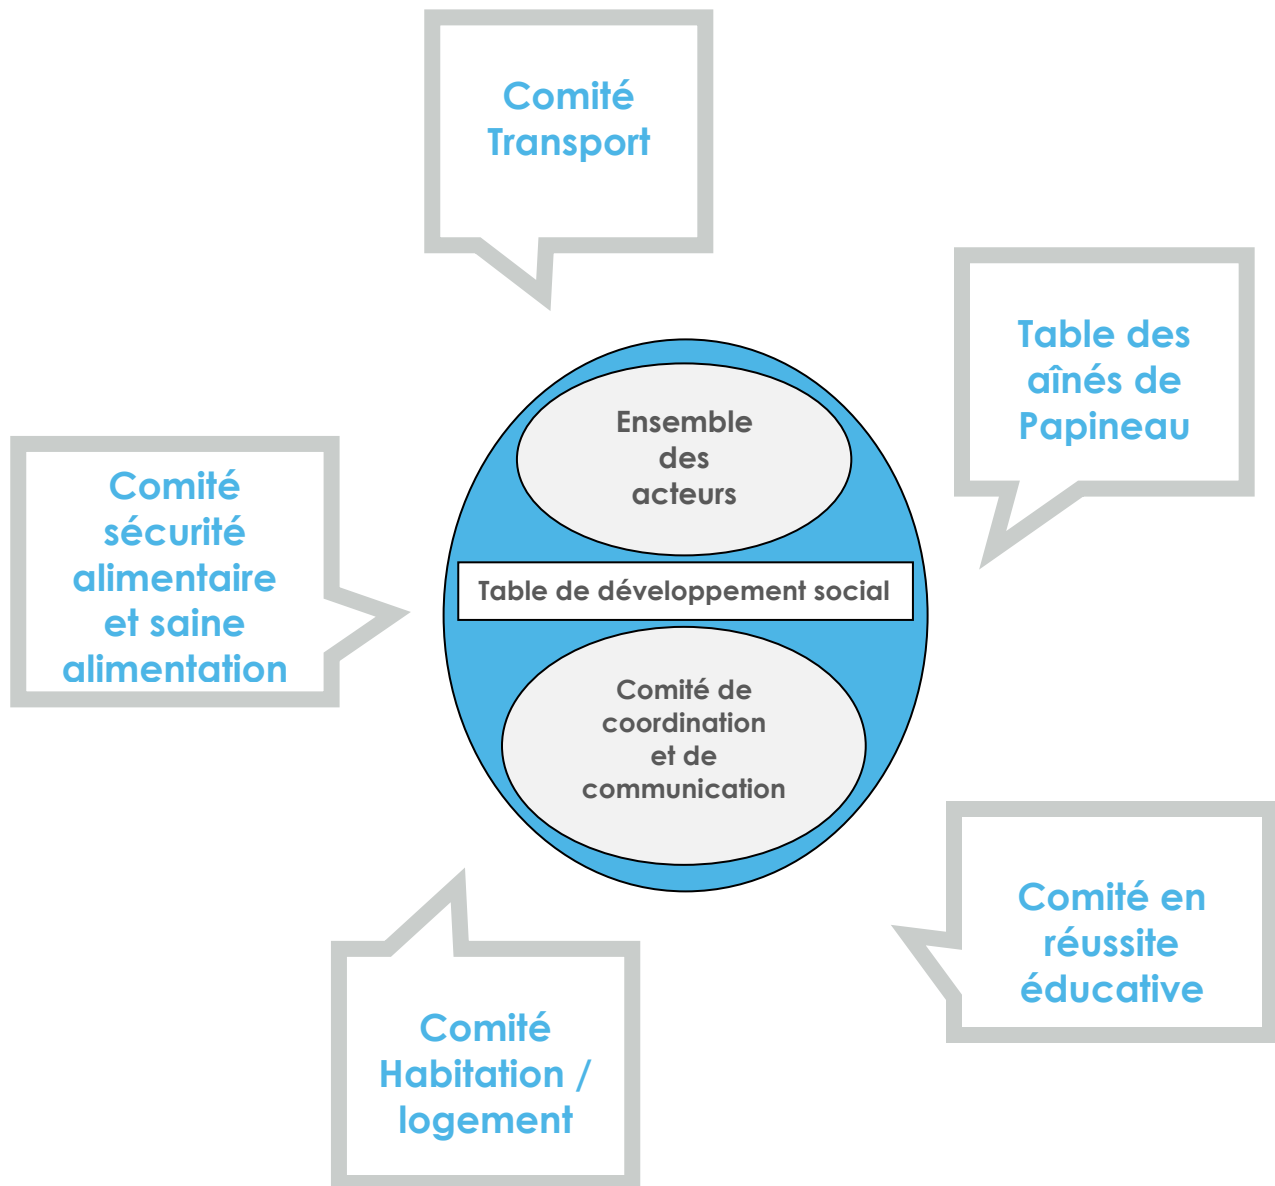 Comité
Transport
Table des
aînés de
Papineau
Ensemble
des
acteurs
Comité
sécurité
alimentaire
et saine
alimentation
Table de développement social
Comité de
coordination
et de
communication
Comité en
réussite
éducative
Comité
Habitation /
logement